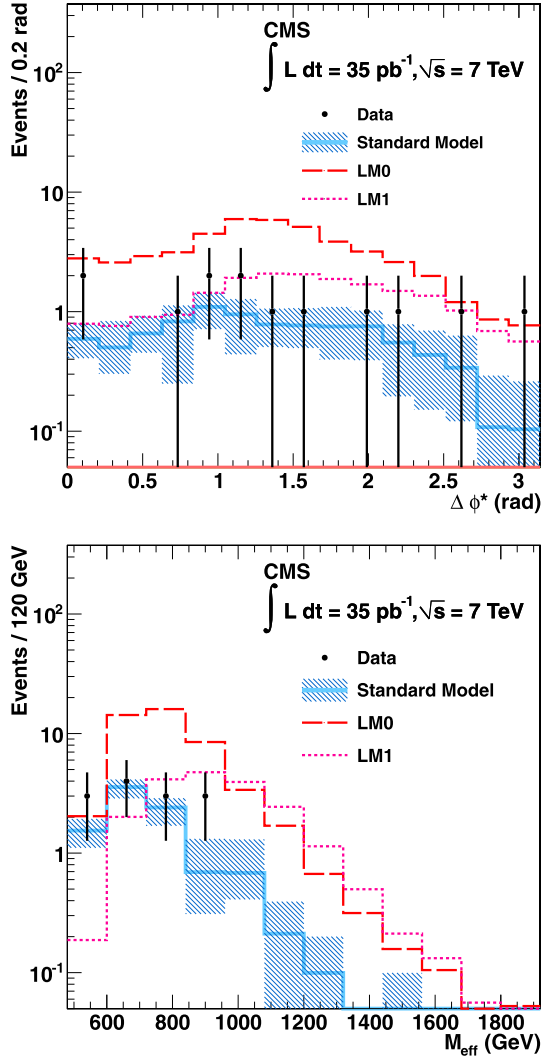 Events / 0.2 rad
10²
10
1
10⁻¹
CMS
∫ L dt = 35 pb⁻¹, √s = 7 TeV
Data
Standard Model
LM0
LM1
0 0.5 1 1.5 2 2.5 3
Δ ϕ* (rad)
Events / 120 GeV
10²
10
1
10⁻¹
CMS
∫ L dt = 35 pb⁻¹, √s = 7 TeV
Data
Standard Model
LM0
LM1
600 800 1000 1200 1400 1600 1800
M_eff (GeV)